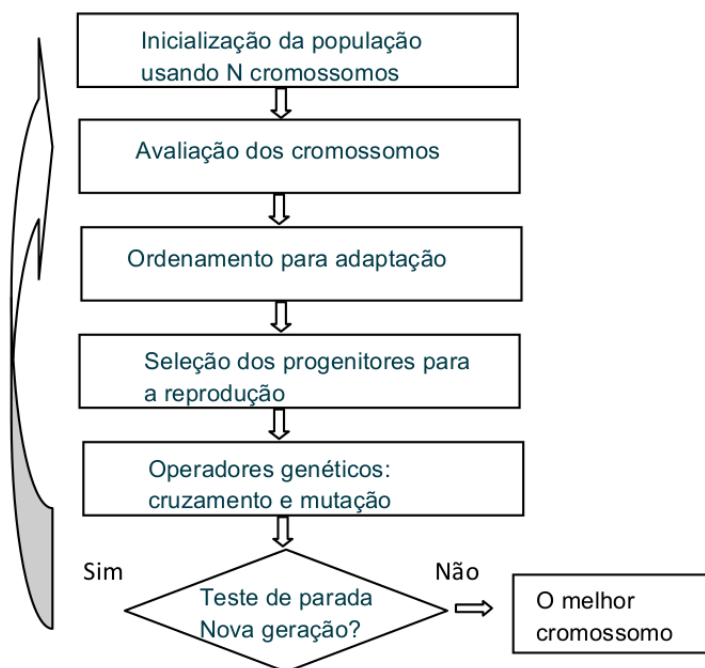 Inicialização da população
usando N cromossomos
Avaliação dos cromossomos
Ordenamento para adaptação
Seleção dos progenitores para
a reprodução
Operadores genéticos:
cruzamento e mutação
Sim
Não
Teste de parada
Nova geração?
O melhor
cromossomo